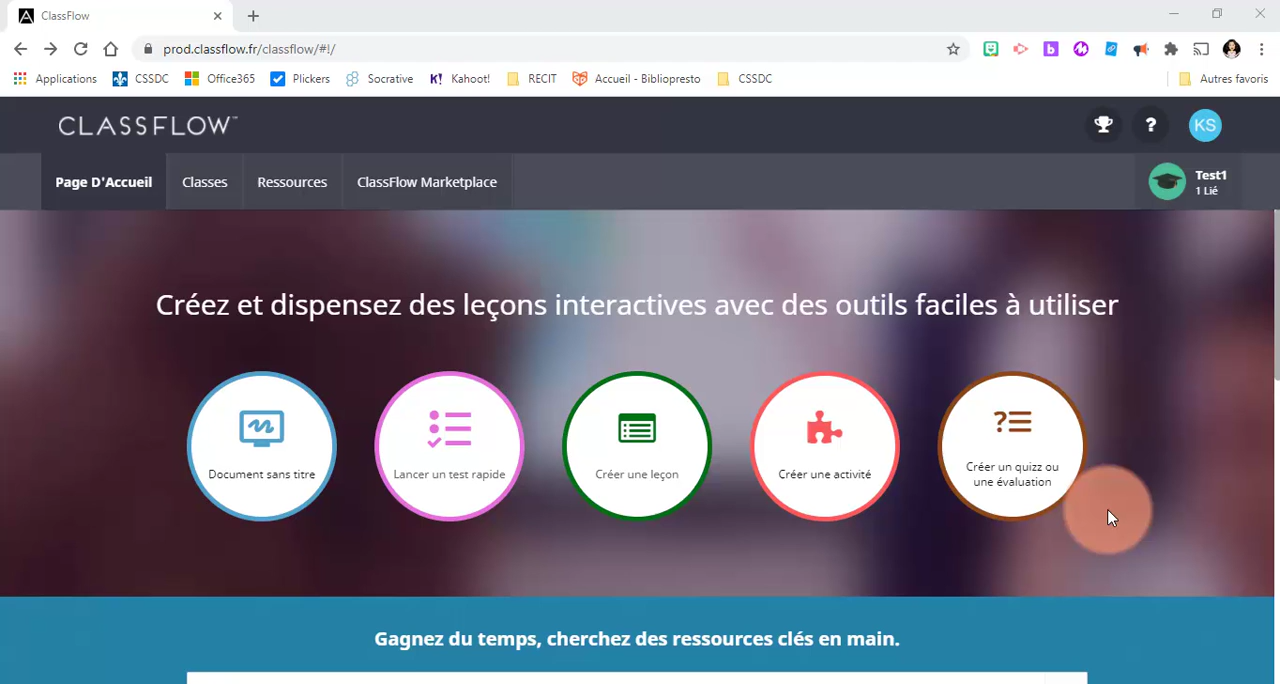 ClassFlow
prod.classflow.fr/classflow/#!/
Applications CSSDC Office365 Plickers Socrative Kahoot! RECIT Accueil - Bibliopresto CSSDC Autres favoris
CLASSFLOW™ ? KS
Page D'Accueil Classes Ressources ClassFlow Marketplace Test1
1 Lié
Créez et dispensez des leçons interactives avec des outils faciles à utiliser
Document sans titre
Lancer un test rapide
Créer une leçon
Créer une activité
Créer un quizz ou
une évaluation
Gagnez du temps, cherchez des ressources clés en main.